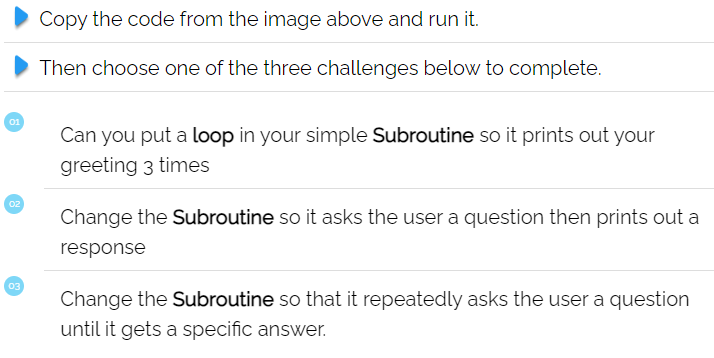 Copy the code from the image above and run it.
Then choose one of the three challenges below to complete.
01
Can you put a loop in your simple Subroutine so it prints out your
greeting 3 times
02
Change the Subroutine so it asks the user a question then prints out a
response
03
Change the Subroutine so that it repeatedly asks the user a question
until it gets a specific answer.